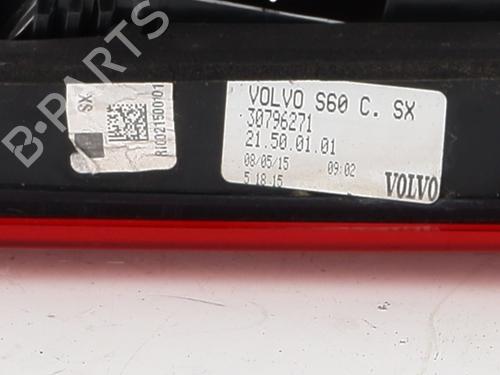 B-PARTS
SX
RI00215000101
VOLVO S60 C. SX
30796271
21.50.01.01
08/05/15 09:02
5.18.15
VOLVO